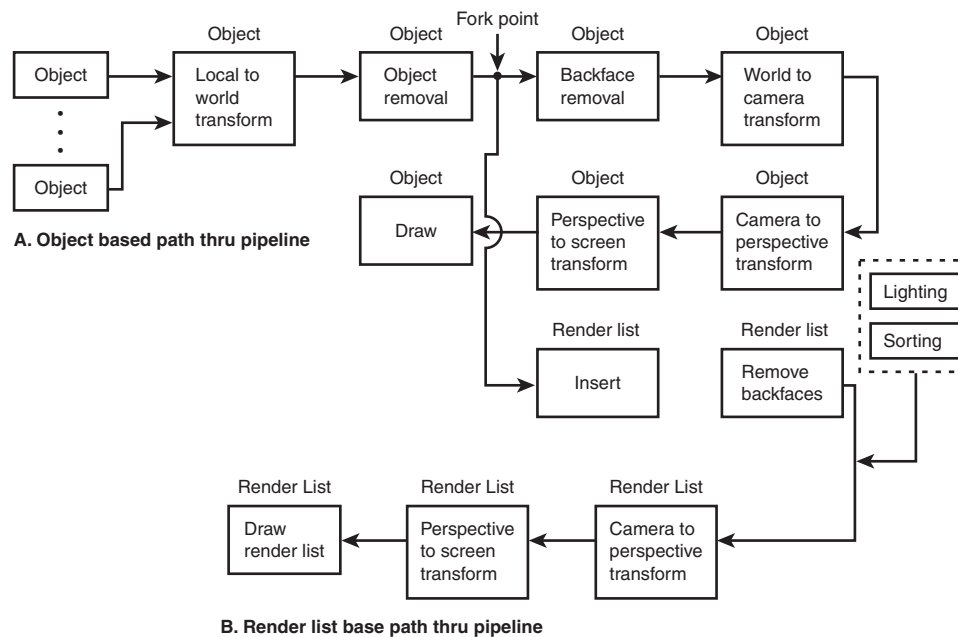 Fork point
Object
Object
Object
Object
Object
Local to
world
transform
Object
removal
Backface
removal
World to
camera
transform
Object
Object
Object
Object
Draw
Perspective
to screen
transform
Camera to
perspective
transform
A. Object based path thru pipeline
Lighting
Sorting
Render list
Render list
Insert
Remove
backfaces
Render List
Render List
Render List
Draw
render list
Perspective
to screen
transform
Camera to
perspective
transform
B. Render list base path thru pipeline